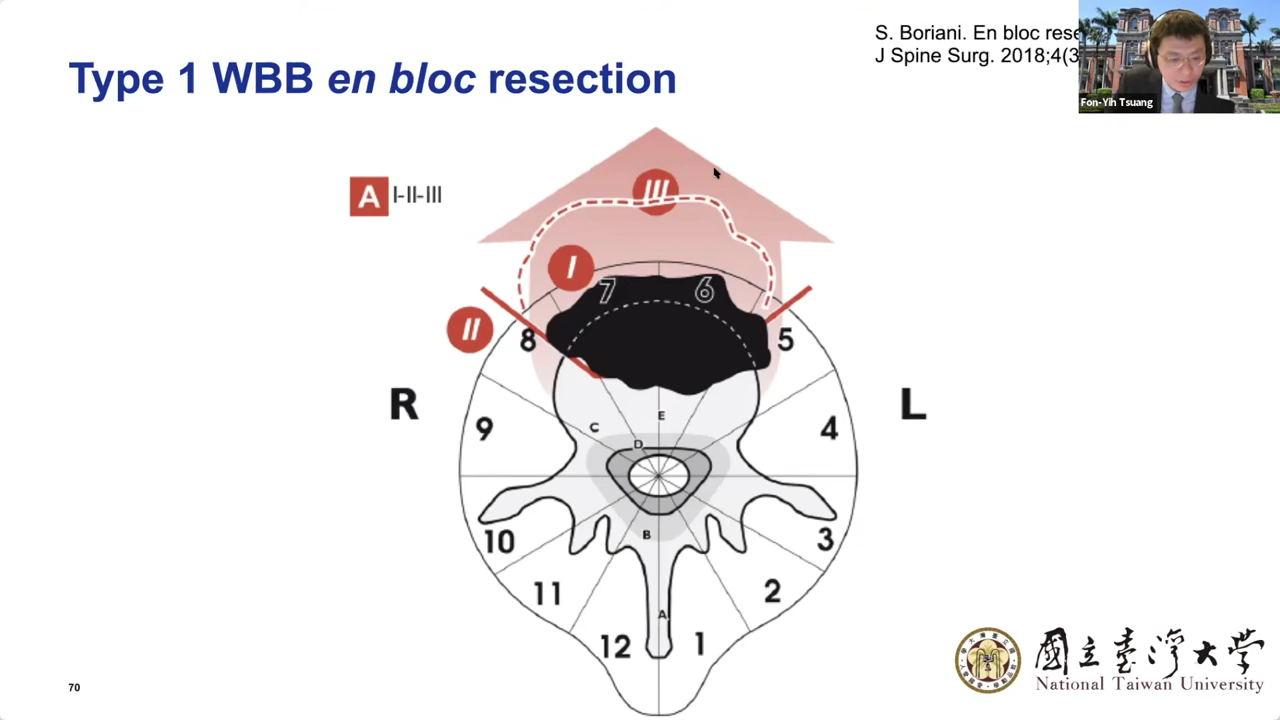 S. Boriani. En bloc rese
J Spine Surg. 2018;4(3
Fon-Yih Tsuang
Type 1 WBB en bloc resection
A I-II-III
III
I
7 6
II
8 5
R L
9 4
C E
D
B
10 3
11 2
A
12 1
國立臺灣大學
National Taiwan University
70